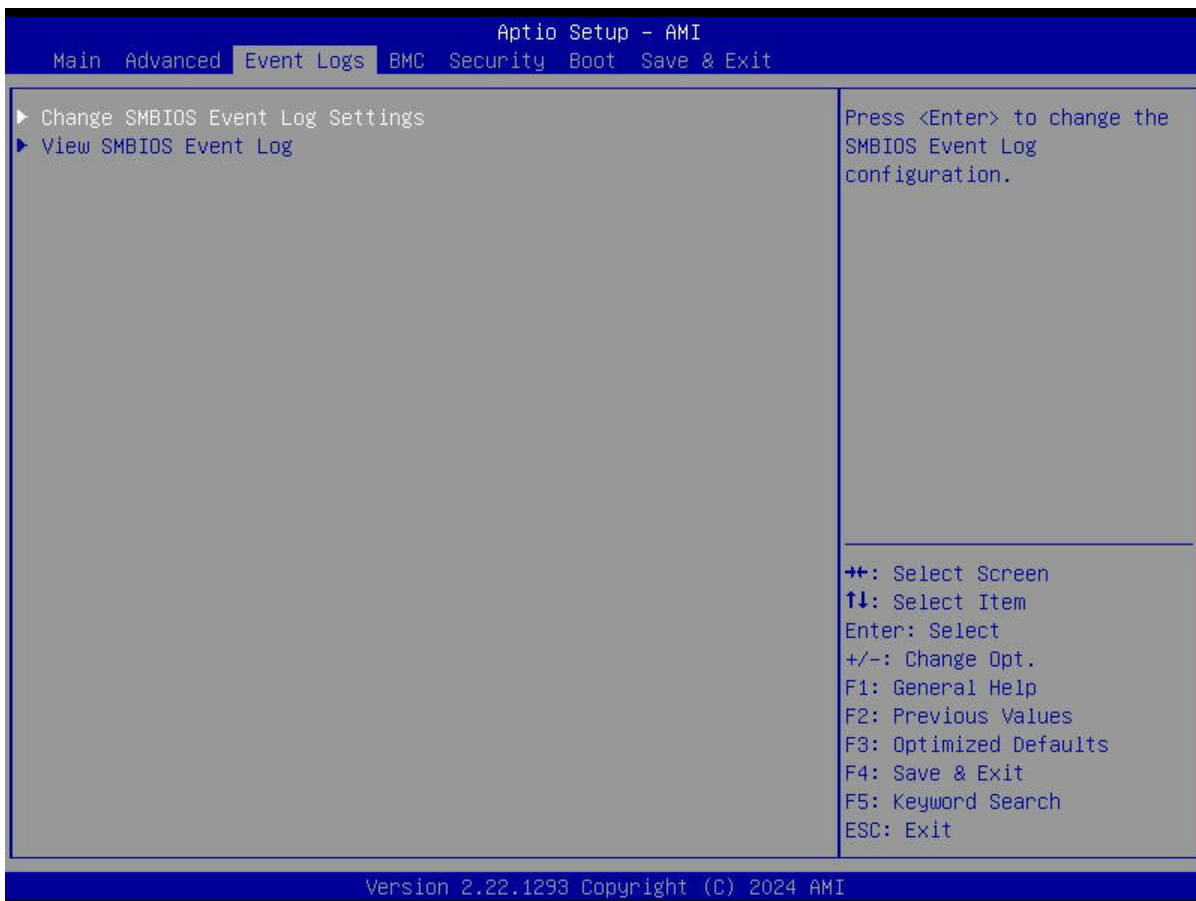 Aptio Setup – AMI
Main Advanced Event Logs BMC Security Boot Save & Exit
▶ Change SMBIOS Event Log Settings
▶ View SMBIOS Event Log
Press <Enter> to change the
SMBIOS Event Log
configuration.
→←: Select Screen
↑↓: Select Item
Enter: Select
+/-: Change Opt.
F1: General Help
F2: Previous Values
F3: Optimized Defaults
F4: Save & Exit
F5: Keyword Search
ESC: Exit
Version 2.22.1293 Copyright (C) 2024 AMI